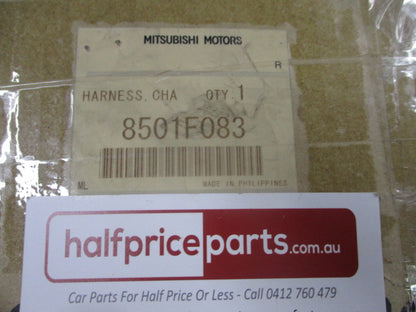 MITSUBISHI MOTORS
R
HARNESS, CHA QTY. 1
8501F083
ML MADE IN PHILIPPINES
halfpriceparts.com.au
Car Parts For Half Price Or Less - Call 0412 760 479